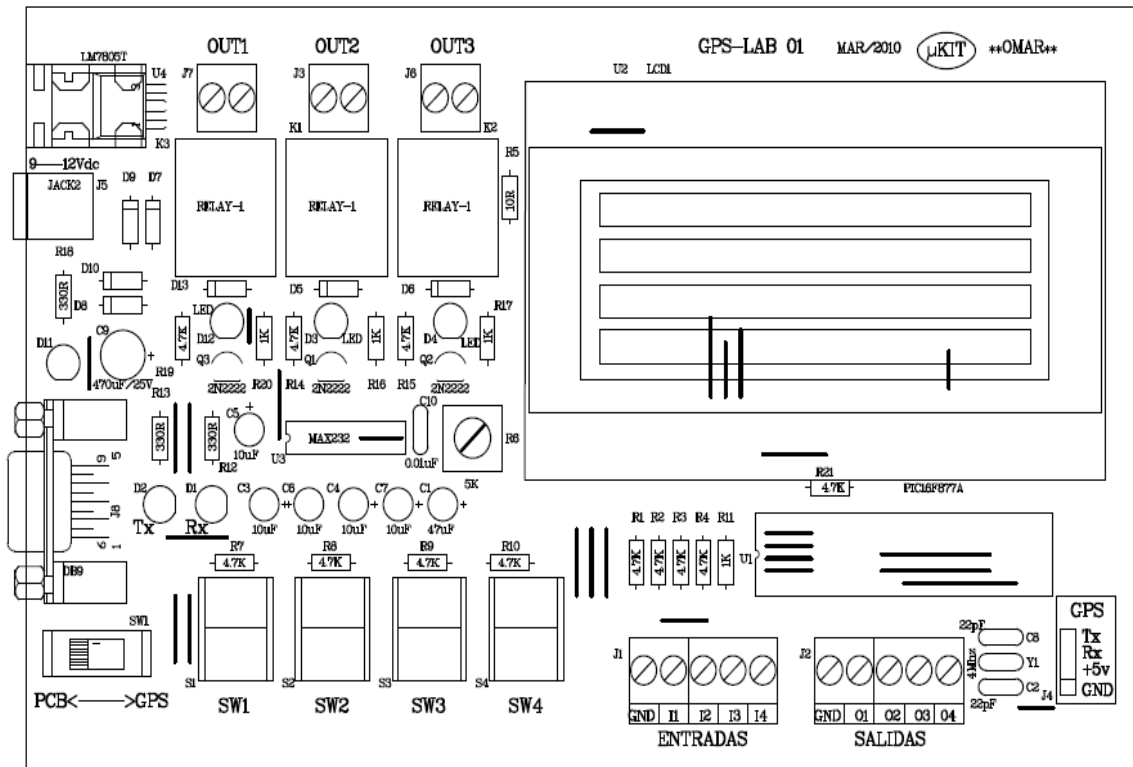 OUT1 OUT2 OUT3 GPS-LAB 01 MAR/2010 µKIT **OMAR**
LM7805T
U4 J7 J3 J6 U2 LCD1
K3 K1 K2
9----12Vdc
JACK2 J5 D9 D7 R5
RELAY-1 RELAY-1 RELAY-1 10R
R18
330R D10 D13 D5 D6
D8 LED R17
4.7K 1K 4.7K 1K 4.7K 1K
C9 D12 D3 LED D4 LED
D11 Q3 Q1 Q2
470uF/25V R19 2N2222 R20 R14 2N2222 R16 R15 2N2222
R13 C10
330R 330R C5 MAX232 R6
10uF U3 0.01uF
R12 5K R21
9 5 4.7K PIC16F877A
D2 D1 C3 C6 C4 C7 C1
J8
Tx Rx 10uF 10uF 10uF 10uF 47uF
R1 R2 R3 R4 R11
6 1 R7 R8 R9 R10 U1
4.7K 4.7K 4.7K 4.7K 4.7K 4.7K 4.7K 4.7K 1K
DB9
GPS
SW1 22pF C8 Tx
J1 J2 4Mhz Y1 Rx
+5v
S1 S2 S3 S4 C2 J4 GND
PCB<---->GPS SW1 SW2 SW3 SW4 22pF
GND I1 I2 I3 I4 GND O1 O2 O3 O4
ENTRADAS SALIDAS